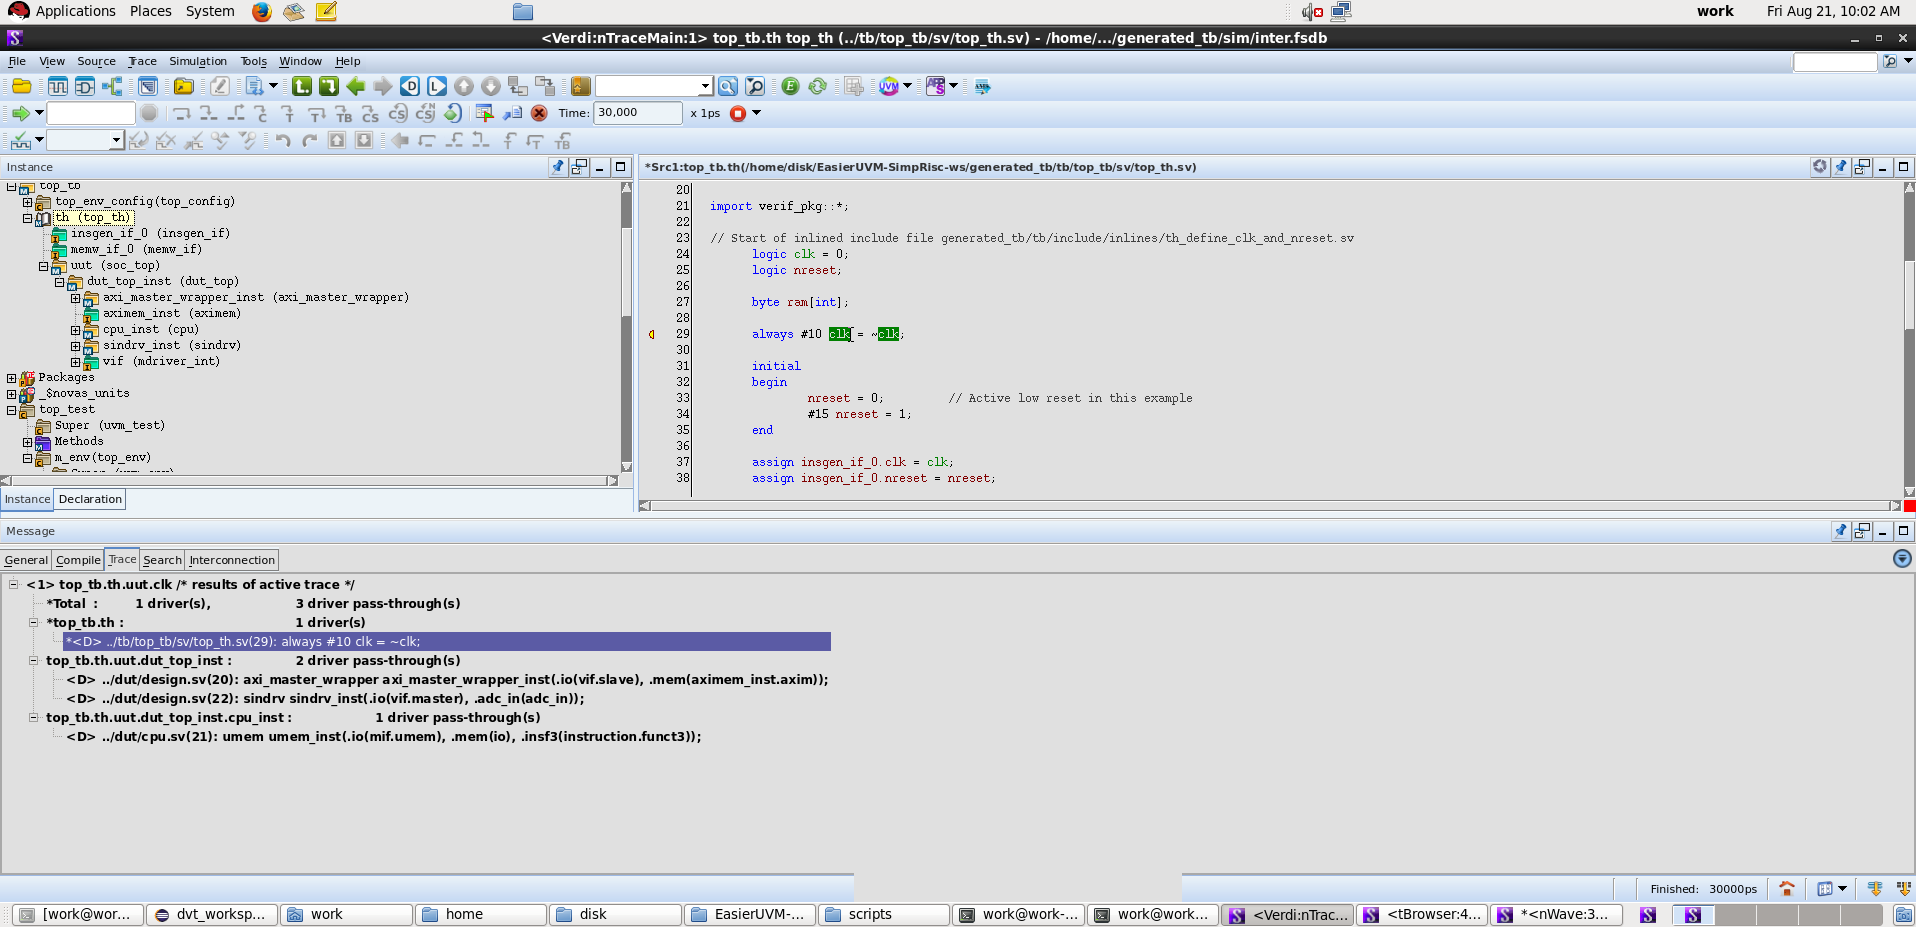 Applications Places System work Fri Aug 21, 10:02 AM
<Verdi:nTraceMain:1> top_tb.th top_th (../tb/top_tb/sv/top_th.sv) - /home/.../generated_tb/sim/inter.fsdb
File View Source Trace Simulation Tools Window Help
Time: 30,000 x 1ps
Instance
top_tb
top_env_config(top_config)
th (top_th)
insgen_if_0 (insgen_if)
memw_if_0 (memw_if)
uut (soc_top)
dut_top_inst (dut_top)
axi_master_wrapper_inst (axi_master_wrapper)
aximem_inst (aximem)
cpu_inst (cpu)
sindrv_inst (sindrv)
vif (mdriver_int)
Packages
_$novas_units
top_test
Super (uvm_test)
Methods
m_env(top_env)
Instance Declaration
*Src1:top_tb.th(/home/disk/EasierUVM-SimpRisc-ws/generated_tb/tb/top_tb/sv/top_th.sv)
20
21 import verif_pkg::*;
22
23 // Start of inlined include file generated_tb/tb/include/inlines/th_define_clk_and_nreset.sv
24 logic clk = 0;
25 logic nreset;
26
27 byte ram[int];
28
29 always #10 clk = ~clk;
30
31 initial
32 begin
33 nreset = 0; // Active low reset in this example
34 #15 nreset = 1;
35 end
36
37 assign insgen_if_0.clk = clk;
38 assign insgen_if_0.nreset = nreset;
Message
General Compile Trace Search Interconnection
<1> top_tb.th.uut.clk /* results of active trace */
*Total : 1 driver(s), 3 driver pass-through(s)
*top_tb.th : 1 driver(s)
*<D> ../tb/top_tb/sv/top_th.sv(29): always #10 clk = ~clk;
top_tb.th.uut.dut_top_inst : 2 driver pass-through(s)
<D> ../dut/design.sv(20): axi_master_wrapper axi_master_wrapper_inst(.io(vif.slave), .mem(aximem_inst.axim));
<D> ../dut/design.sv(22): sindrv sindrv_inst(.io(vif.master), .adc_in(adc_in));
top_tb.th.uut.dut_top_inst.cpu_inst : 1 driver pass-through(s)
<D> ../dut/cpu.sv(21): umem umem_inst(.io(mif.umem), .mem(io), .insf3(instruction.funct3));
Finished: 30000ps
[work@wor... dvt_worksp... work home disk EasierUVM-... scripts work@work-... work@work... <Verdi:nTrac... <tBrowser:4... *<nWave:3...